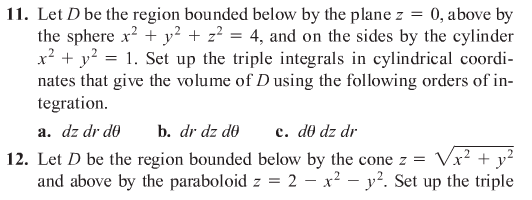 11. Let D be the region bounded below by the plane z = 0, above by
the sphere x² + y² + z² = 4, and on the sides by the cylinder
x² + y² = 1. Set up the triple integrals in cylindrical coordi-
nates that give the volume of D using the following orders of in-
tegration.
a. dz dr dθ b. dr dz dθ c. dθ dz dr
12. Let D be the region bounded below by the cone z = √(x² + y²)
and above by the paraboloid z = 2 − x² − y². Set up the triple